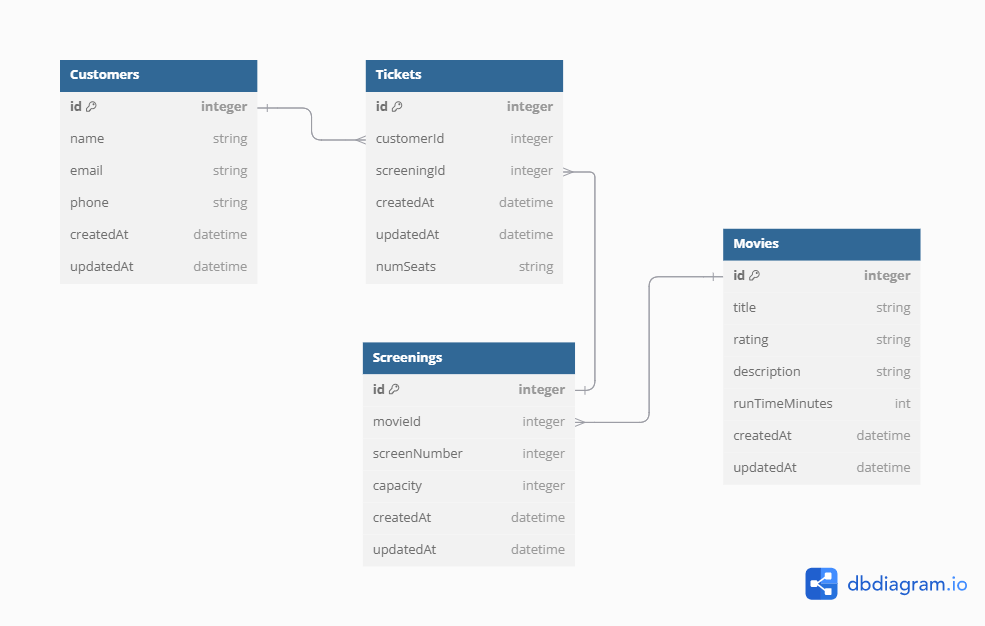 Customers
id integer
name string
email string
phone string
createdAt datetime
updatedAt datetime
Tickets
id integer
customerId integer
screeningId integer
createdAt datetime
updatedAt datetime
numSeats string
Screenings
id integer
movieId integer
screenNumber integer
capacity integer
createdAt datetime
updatedAt datetime
Movies
id integer
title string
rating string
description string
runTimeMinutes int
createdAt datetime
updatedAt datetime
dbdiagram.io